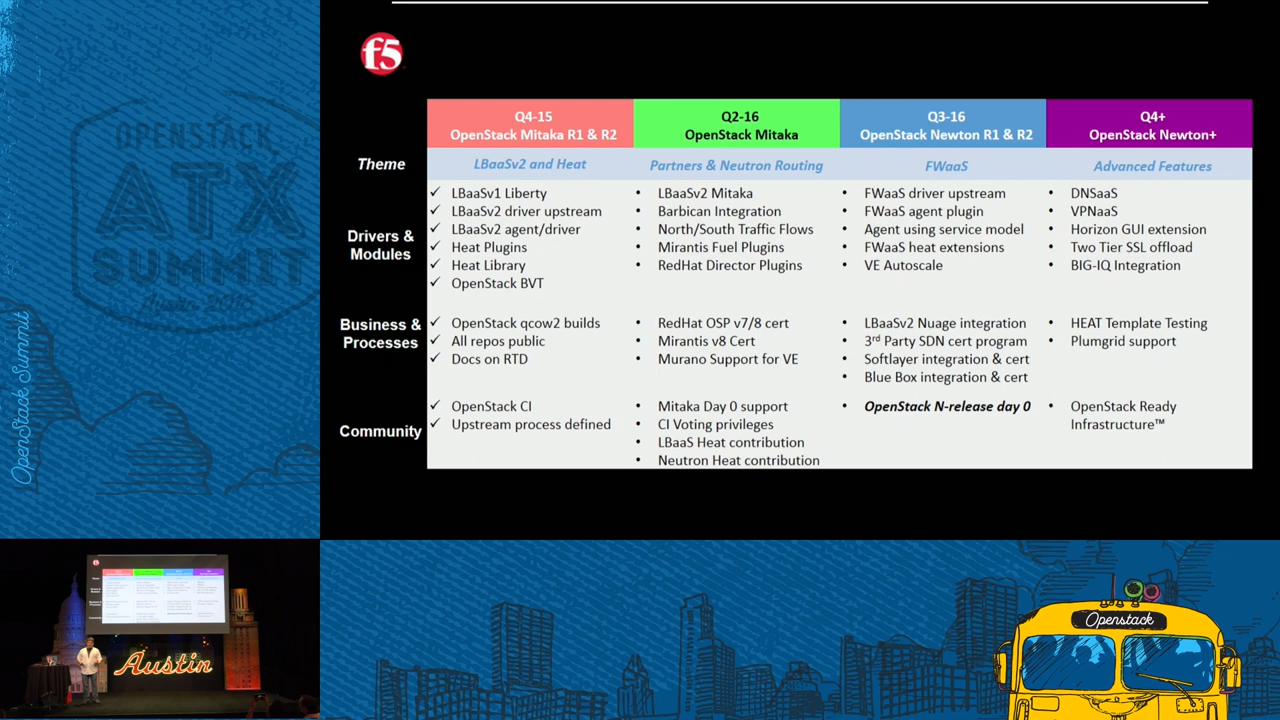 OPENSTACK
ATX
SUMMIT
Austin 2016
OpenStack Summit
f5
Q4-15
OpenStack Mitaka R1 & R2
Q2-16
OpenStack Mitaka
Q3-16
OpenStack Newton R1 & R2
Q4+
OpenStack Newton+
Theme
LBaaSv2 and Heat
Partners & Neutron Routing
FWaaS
Advanced Features
Drivers &
Modules
✓ LBaaSv1 Liberty
✓ LBaaSv2 driver upstream
✓ LBaaSv2 agent/driver
✓ Heat Plugins
✓ Heat Library
✓ OpenStack BVT
• LBaaSv2 Mitaka
• Barbican Integration
• North/South Traffic Flows
• Mirantis Fuel Plugins
• RedHat Director Plugins
• FWaaS driver upstream
• FWaaS agent plugin
• Agent using service model
• FWaaS heat extensions
• VE Autoscale
• DNSaaS
• VPNaaS
• Horizon GUI extension
• Two Tier SSL offload
• BIG-IQ Integration
Business &
Processes
✓ OpenStack qcow2 builds
✓ All repos public
✓ Docs on RTD
• RedHat OSP v7/8 cert
• Mirantis v8 Cert
• Murano Support for VE
• LBaaSv2 Nuage integration
• 3rd Party SDN cert program
• Softlayer integration & cert
• Blue Box integration & cert
• HEAT Template Testing
• Plumgrid support
Community
✓ OpenStack CI
✓ Upstream process defined
• Mitaka Day 0 support
• CI Voting privileges
• LBaaS Heat contribution
• Neutron Heat contribution
• OpenStack N-release day 0
• OpenStack Ready
Infrastructure™
Austin
Openstack